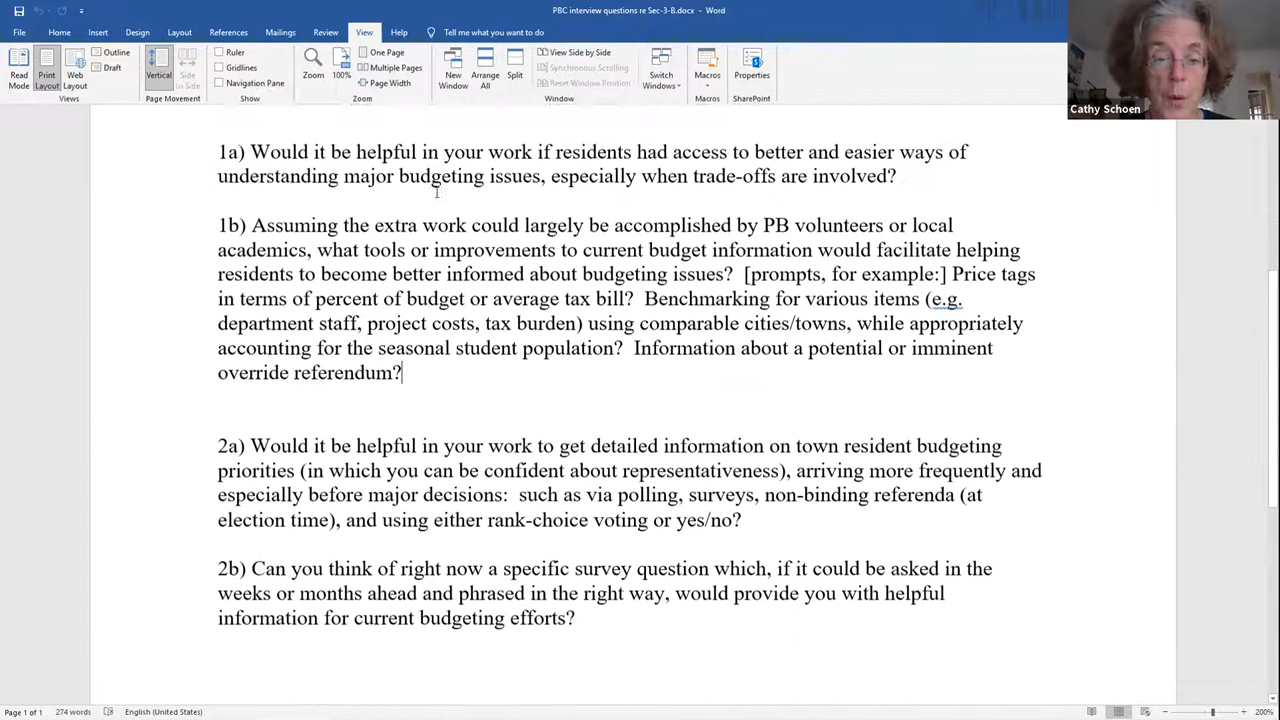 PBC interview questions re Sec-3-B.docx - Word
File Home Insert Design Layout References Mailings Review View Help Tell me what you want to do
Read Mode Print Layout Web Layout Outline Draft Views
Vertical Side to Side Page Movement
Ruler Gridlines Navigation Pane Show
Zoom 100% One Page Multiple Pages Page Width Zoom
New Window Arrange All Split View Side by Side Synchronous Scrolling Reset Window Position Switch Windows Window
Macros Macros
Properties SharePoint
Cathy Schoen
1a) Would it be helpful in your work if residents had access to better and easier ways of
understanding major budgeting issues, especially when trade-offs are involved?
1b) Assuming the extra work could largely be accomplished by PB volunteers or local
academics, what tools or improvements to current budget information would facilitate helping
residents to become better informed about budgeting issues? [prompts, for example:] Price tags
in terms of percent of budget or average tax bill? Benchmarking for various items (e.g.
department staff, project costs, tax burden) using comparable cities/towns, while appropriately
accounting for the seasonal student population? Information about a potential or imminent
override referendum?
2a) Would it be helpful in your work to get detailed information on town resident budgeting
priorities (in which you can be confident about representativeness), arriving more frequently and
especially before major decisions: such as via polling, surveys, non-binding referenda (at
election time), and using either rank-choice voting or yes/no?
2b) Can you think of right now a specific survey question which, if it could be asked in the
weeks or months ahead and phrased in the right way, would provide you with helpful
information for current budgeting efforts?
Page 1 of 1 274 words English (United States) 200%